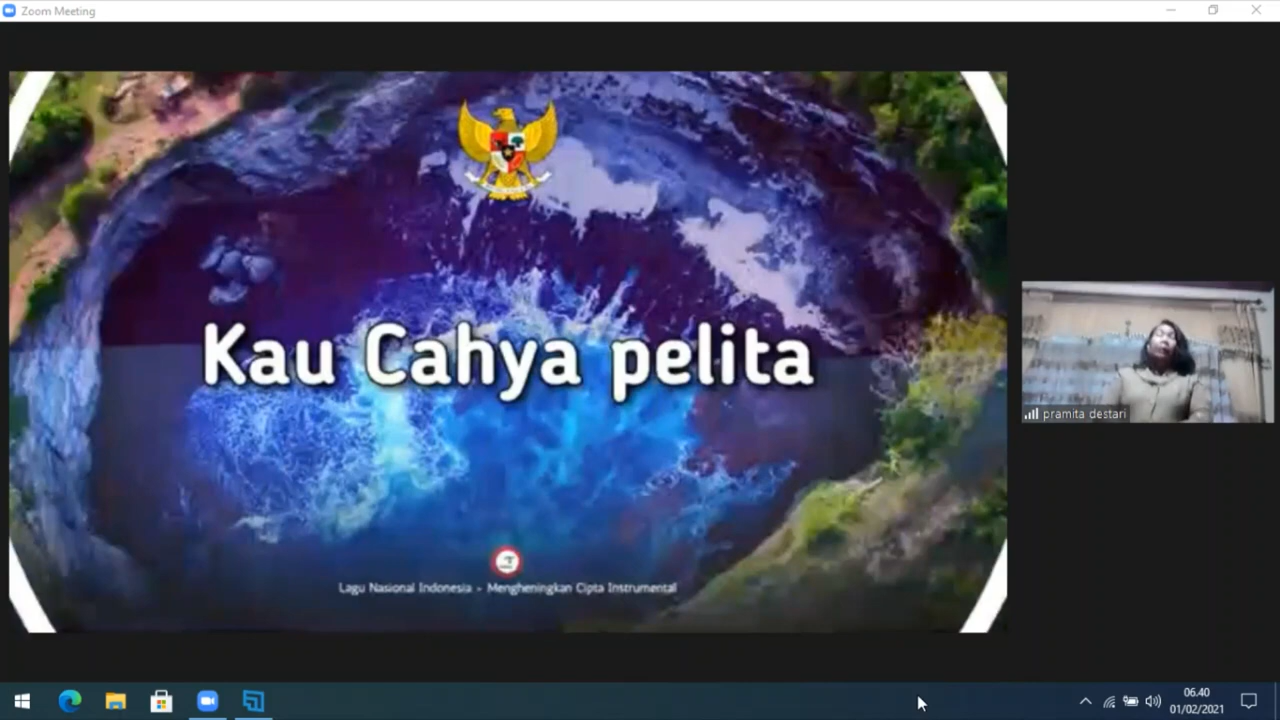 Zoom Meeting
Kau Cahya pelita
Lagu Nasional Indonesia - Mengheningkan Cipta Instrumental
pramita destari
06.40
01/02/2021